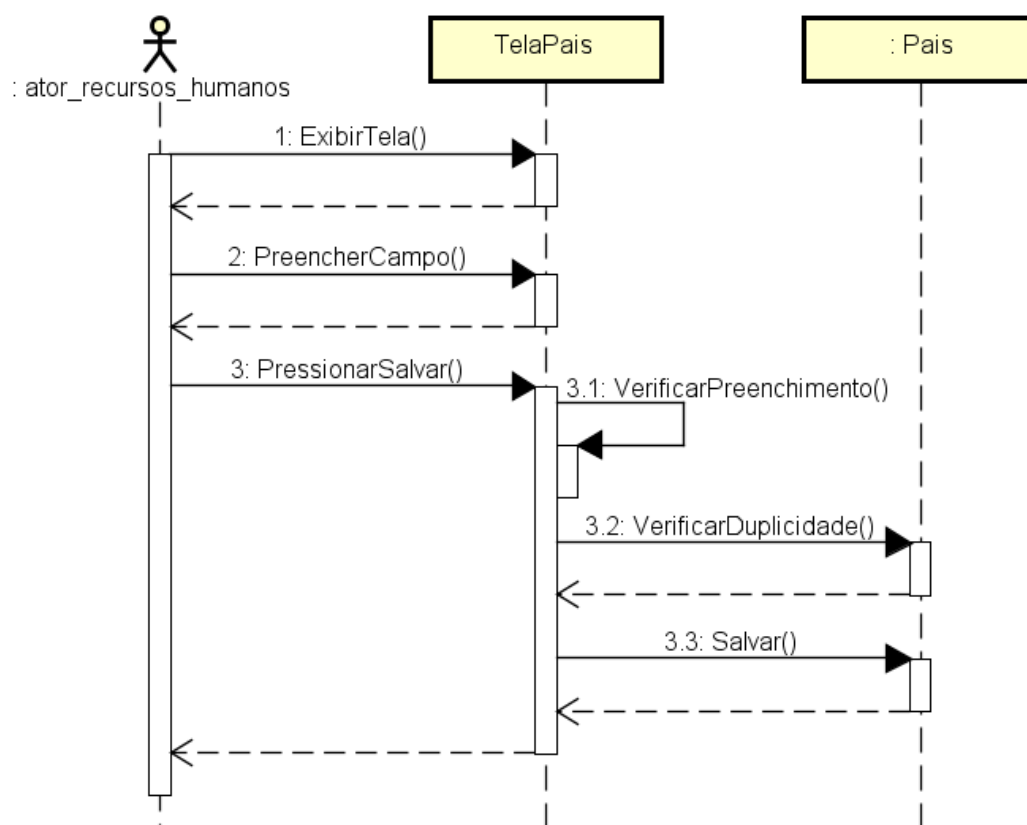 TelaPais
: Pais
: ator_recursos_humanos
1: ExibirTela()
2: PreencherCampo()
3: PressionarSalvar()
3.1: VerificarPreenchimento()
3.2: VerificarDuplicidade()
3.3: Salvar()